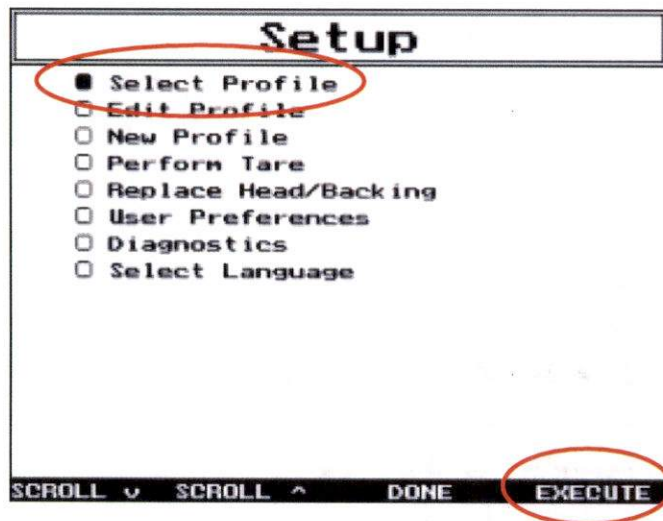 Setup
Select Profile
Edit Profile
New Profile
Perform Tare
Replace Head/Backing
User Preferences
Diagnostics
Select Language
SCROLL v SCROLL ^ DONE EXECUTE